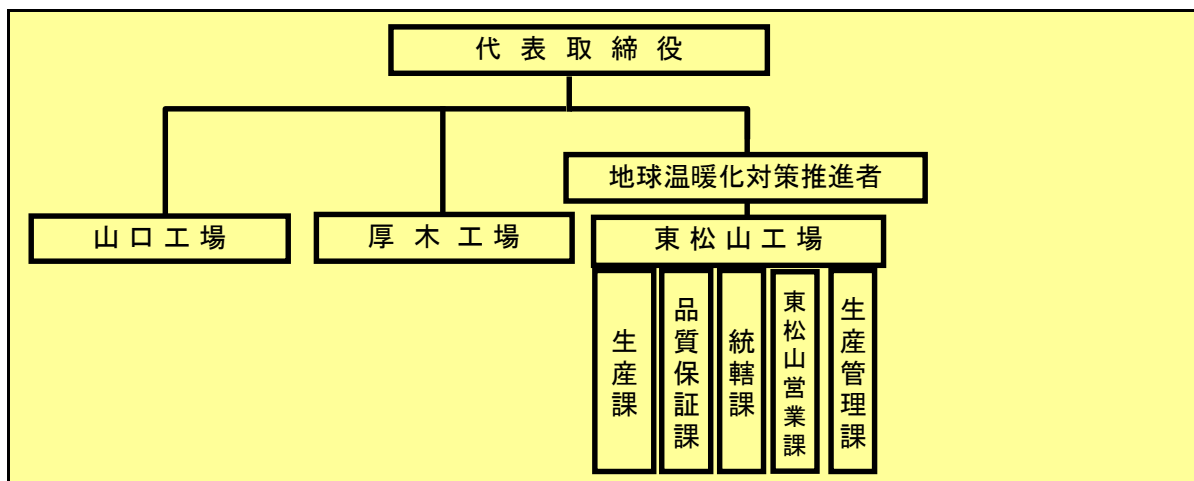 代表取締役
地球温暖化対策推進者
山口工場
厚木工場
東松山工場
生産課
品質保証課
統轄課
東松山営業課
生産管理課